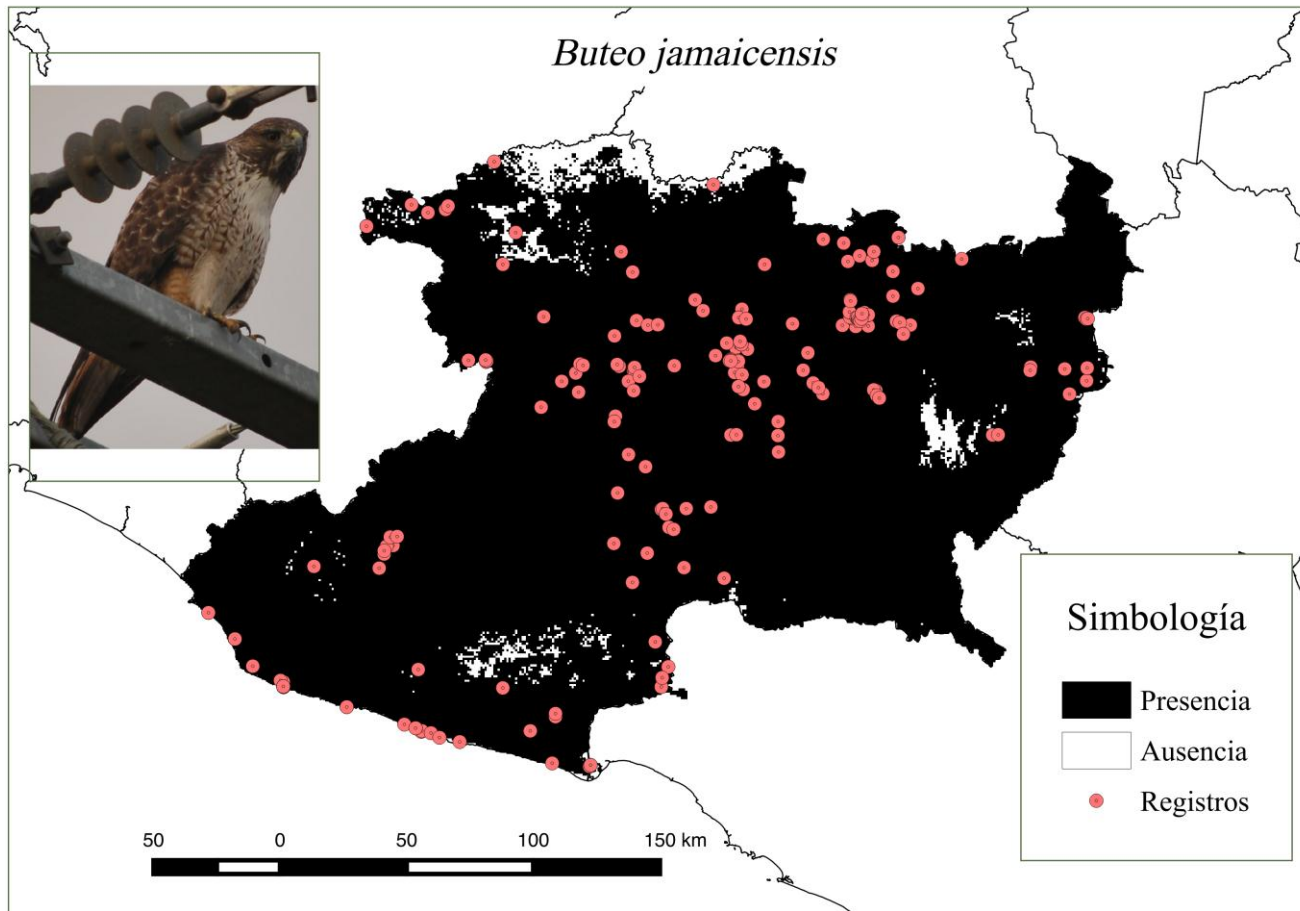 Buteo jamaicensis
Simbología
Presencia
Ausencia
Registros
50 0 50 100 150 km